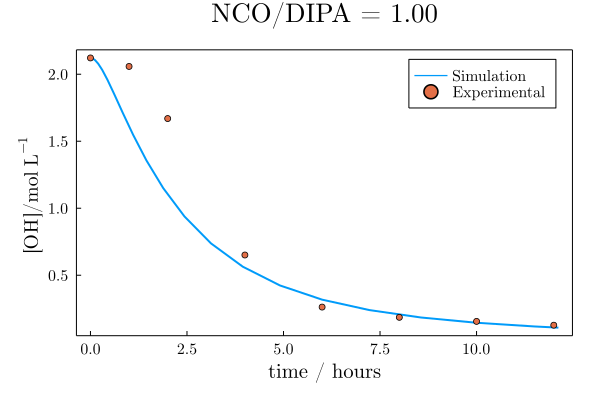 NCO/DIPA = 1.00
Simulation
Experimental
[OH]/mol L⁻¹
2.0
1.5
1.0
0.5
0.0 2.5 5.0 7.5 10.0
time / hours